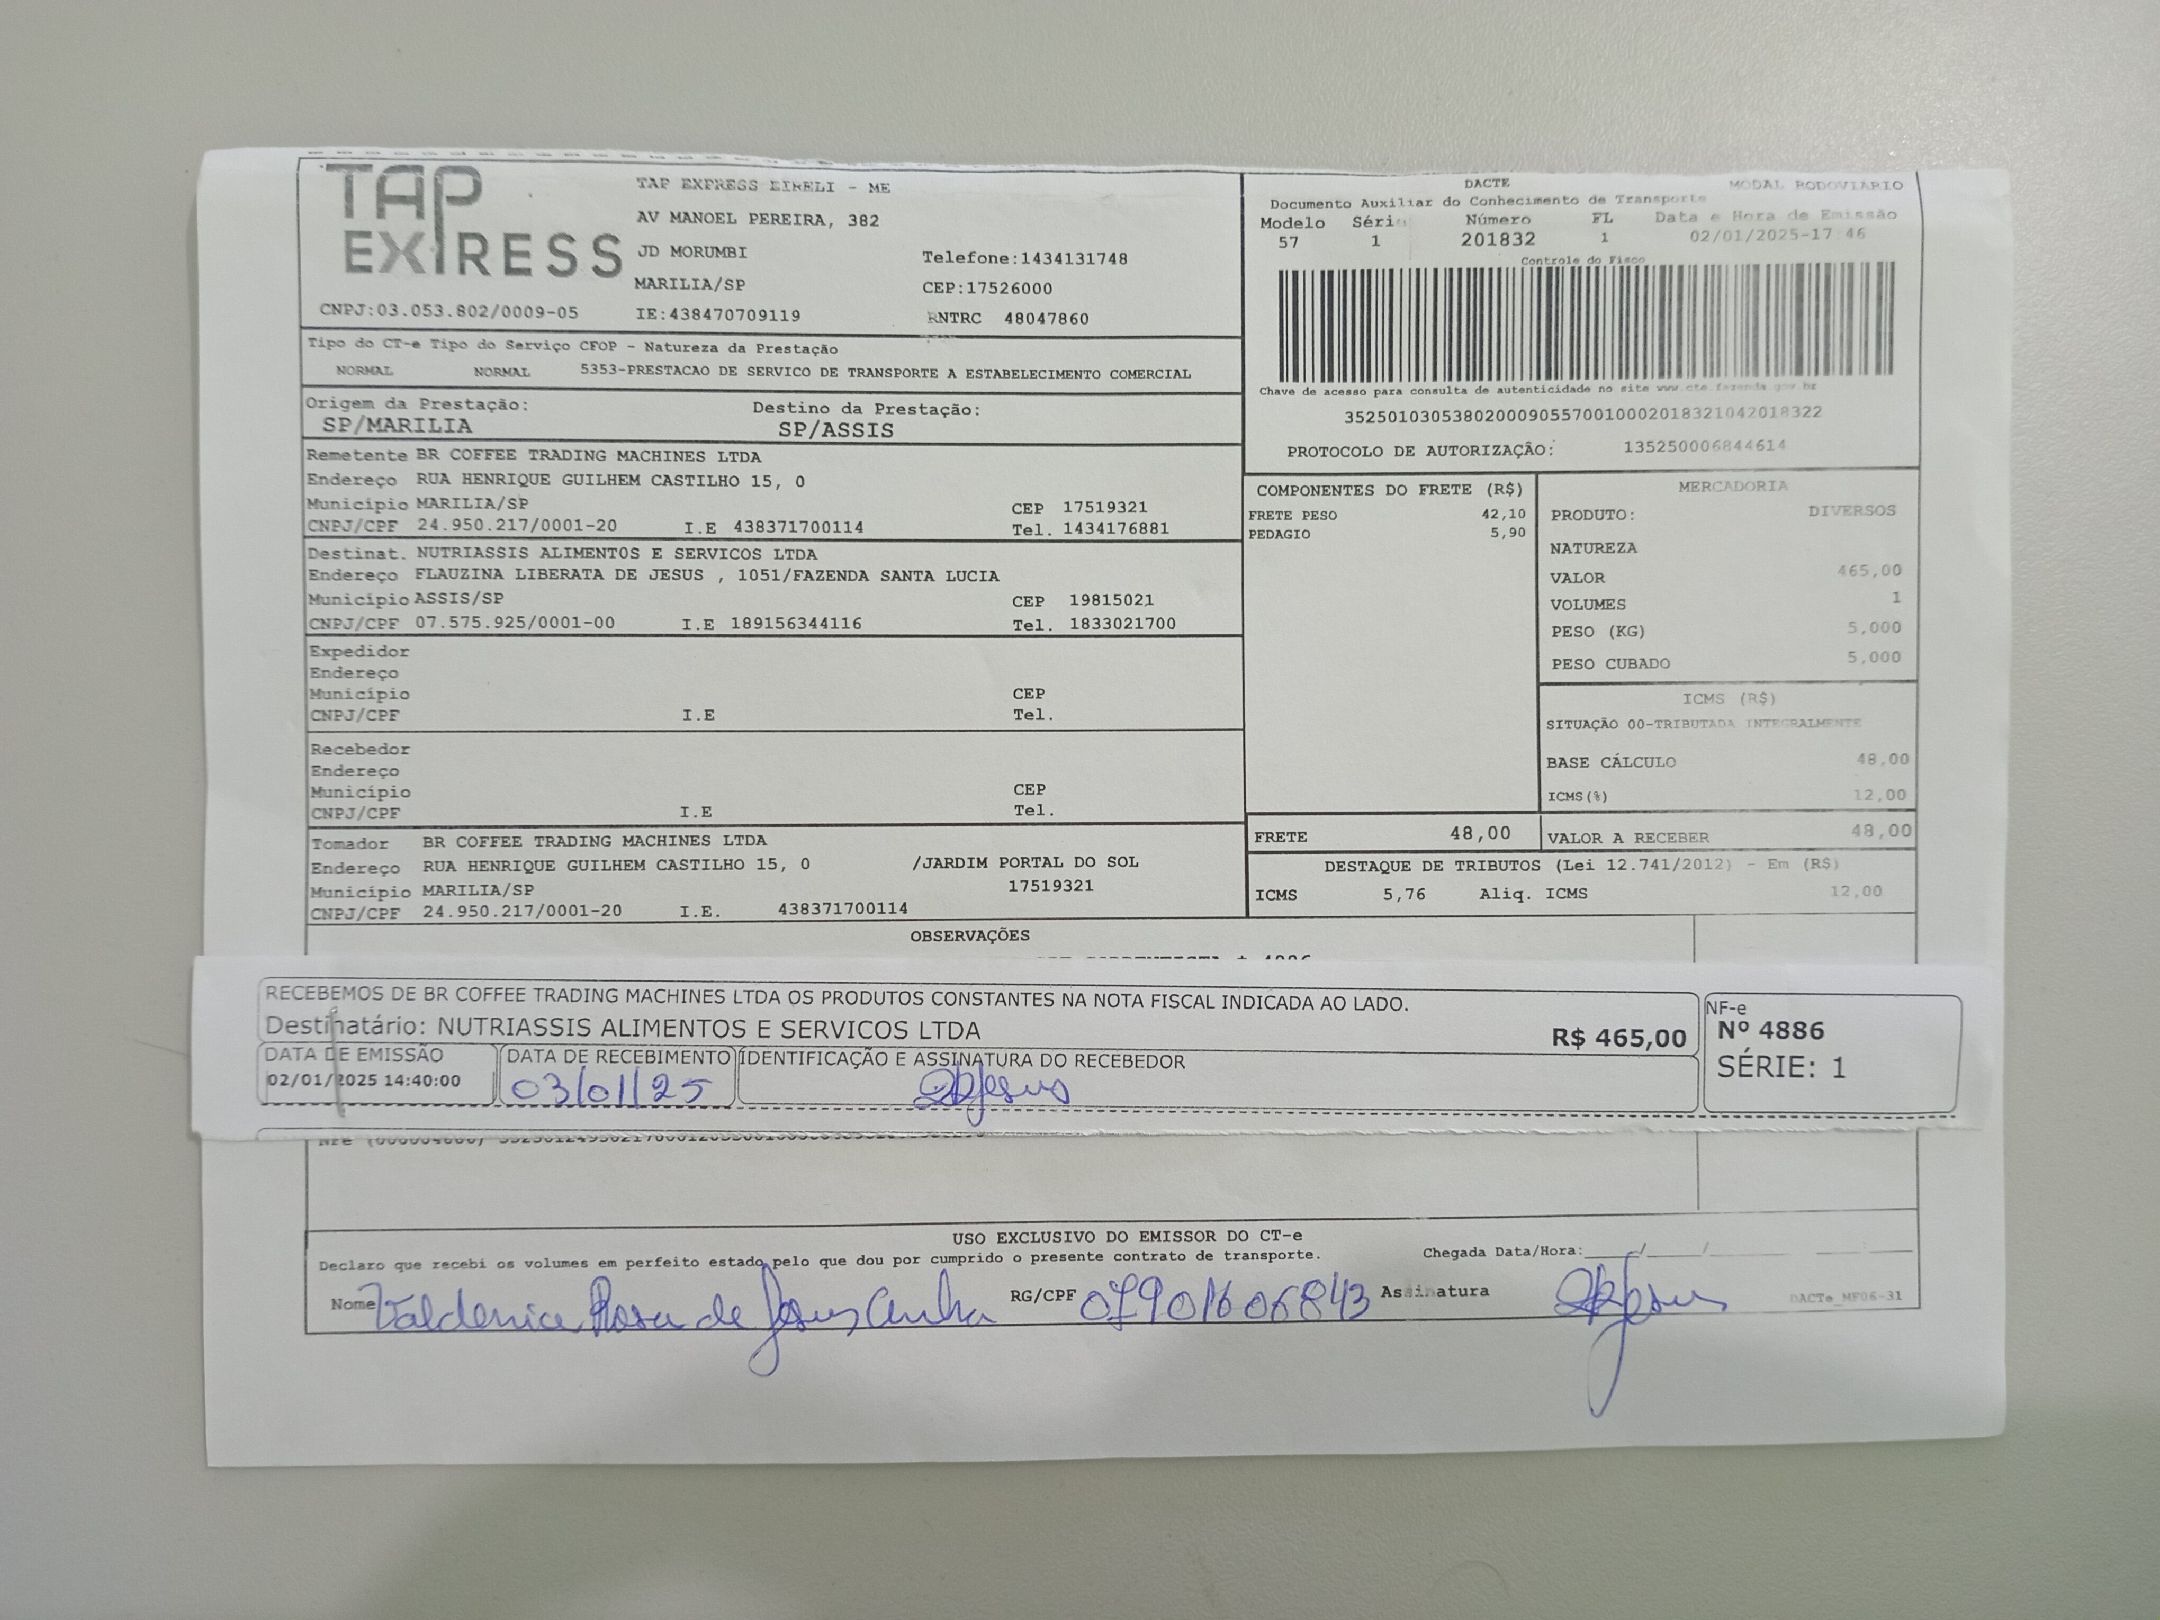 TAP EXPRESS
TAP EXPRESS EIRELI - ME
AV MANOEL PEREIRA, 382
JD MORUMBI
Telefone:1434131748
MARILIA/SP
CEP:17526000
CNPJ:03.053.802/0009-05
IE:438470709119
RNTRC 48047860
DACTE
MODAL RODOVIÁRIO
Documento Auxiliar do Conhecimento de Transporte
Modelo Série Número FL Data e Hora de Emissão
57 1 201832 1 02/01/2025-17:46
Controle do Fisco
Chave de acesso para consulta de autenticidade no site www.cte.fazenda.gov.br
35250103053802000905570010002018321042018322
PROTOCOLO DE AUTORIZAÇÃO: 135250006844614
Tipo do CT-e Tipo do Serviço CFOP - Natureza da Prestação
NORMAL NORMAL 5353-PRESTACAO DE SERVICO DE TRANSPORTE A ESTABELECIMENTO COMERCIAL
Origem da Prestação: Destino da Prestação:
SP/MARILIA SP/ASSIS
Remetente BR COFFEE TRADING MACHINES LTDA
Endereço RUA HENRIQUE GUILHEM CASTILHO 15, 0
Município MARILIA/SP CEP 17519321
CNPJ/CPF 24.950.217/0001-20 I.E 438371700114 Tel. 1434176881
Destinat. NUTRIASSIS ALIMENTOS E SERVICOS LTDA
Endereço FLAUZINA LIBERATA DE JESUS , 1051/FAZENDA SANTA LUCIA
Município ASSIS/SP CEP 19815021
CNPJ/CPF 07.575.925/0001-00 I.E 189156344116 Tel. 1833021700
Expedidor
Endereço
Município CEP
CNPJ/CPF I.E Tel.
Recebedor
Endereço
Município CEP
CNPJ/CPF I.E Tel.
Tomador BR COFFEE TRADING MACHINES LTDA
Endereço RUA HENRIQUE GUILHEM CASTILHO 15, 0 /JARDIM PORTAL DO SOL
Município MARILIA/SP 17519321
CNPJ/CPF 24.950.217/0001-20 I.E. 438371700114
COMPONENTES DO FRETE (R$)
FRETE PESO 42,10
PEDAGIO 5,90
MERCADORIA
PRODUTO: DIVERSOS
NATUREZA
VALOR 465,00
VOLUMES 1
PESO (KG) 5,000
PESO CUBADO 5,000
ICMS (R$)
SITUAÇÃO 00-TRIBUTADA INTEGRALMENTE
BASE CÁLCULO 48,00
ICMS(%) 12,00
FRETE 48,00 VALOR A RECEBER 48,00
DESTAQUE DE TRIBUTOS (Lei 12.741/2012) - Em (R$)
ICMS 5,76 Aliq. ICMS 12,00
OBSERVAÇÕES
RECEBEMOS DE BR COFFEE TRADING MACHINES LTDA OS PRODUTOS CONSTANTES NA NOTA FISCAL INDICADA AO LADO.
Destinatário: NUTRIASSIS ALIMENTOS E SERVICOS LTDA R$ 465,00
DATA DE EMISSÃO DATA DE RECEBIMENTO IDENTIFICAÇÃO E ASSINATURA DO RECEBEDOR
02/01/2025 14:40:00 03/01/25
NF-e
Nº 4886
SÉRIE: 1
USO EXCLUSIVO DO EMISSOR DO CT-e
Declaro que recebi os volumes em perfeito estado pelo que dou por cumprido o presente contrato de transporte. Chegada Data/Hora:
Nome Valdenice Rosa de Jesus Cunha RG/CPF 07901606843 Assinatura
DACTe_MF06-31